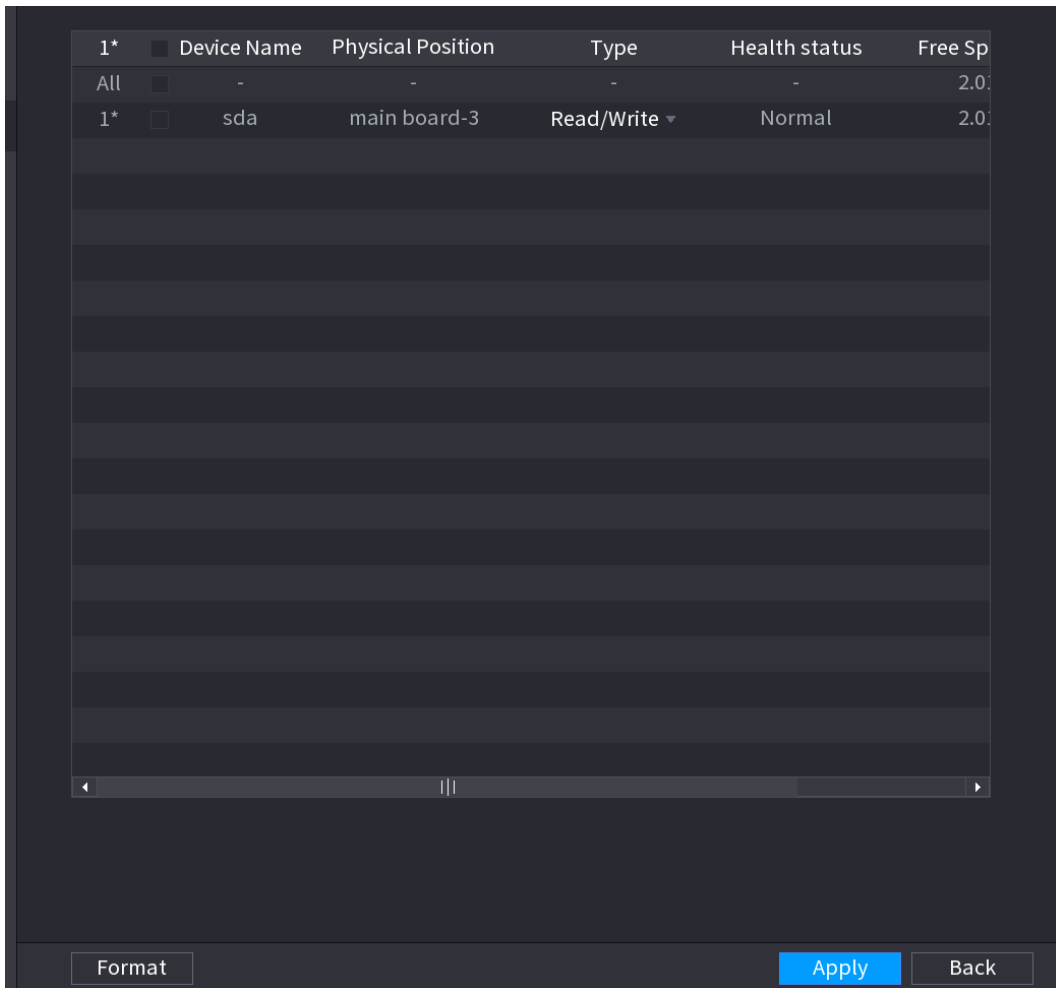 1* Device Name Physical Position Type Health status Free Sp
All - - - - 2.0
1* sda main board-3 Read/Write Normal 2.0
Format Apply Back